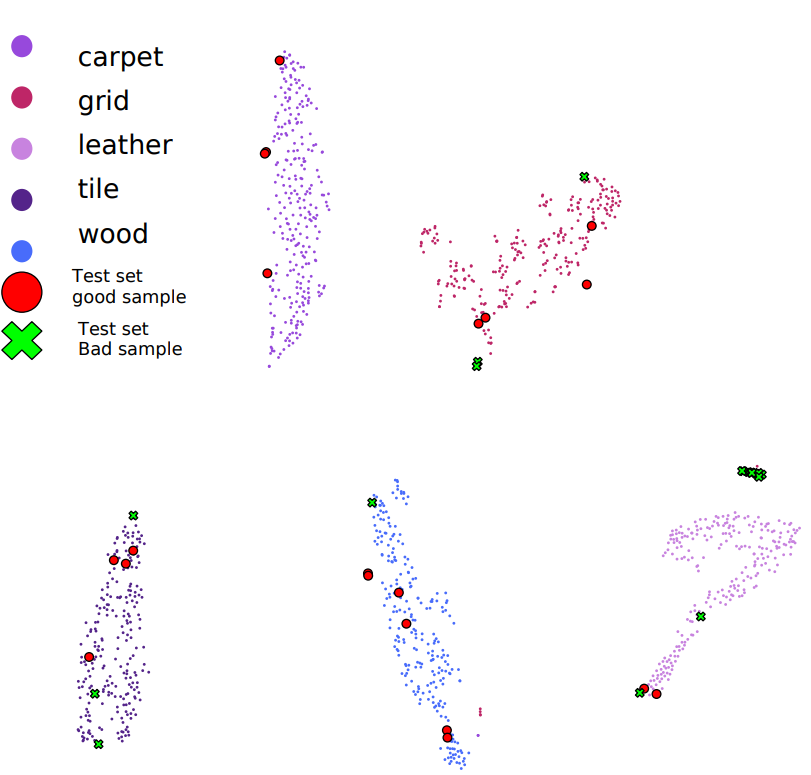 carpet
grid
leather
tile
wood
Test set
good sample
Test set
Bad sample